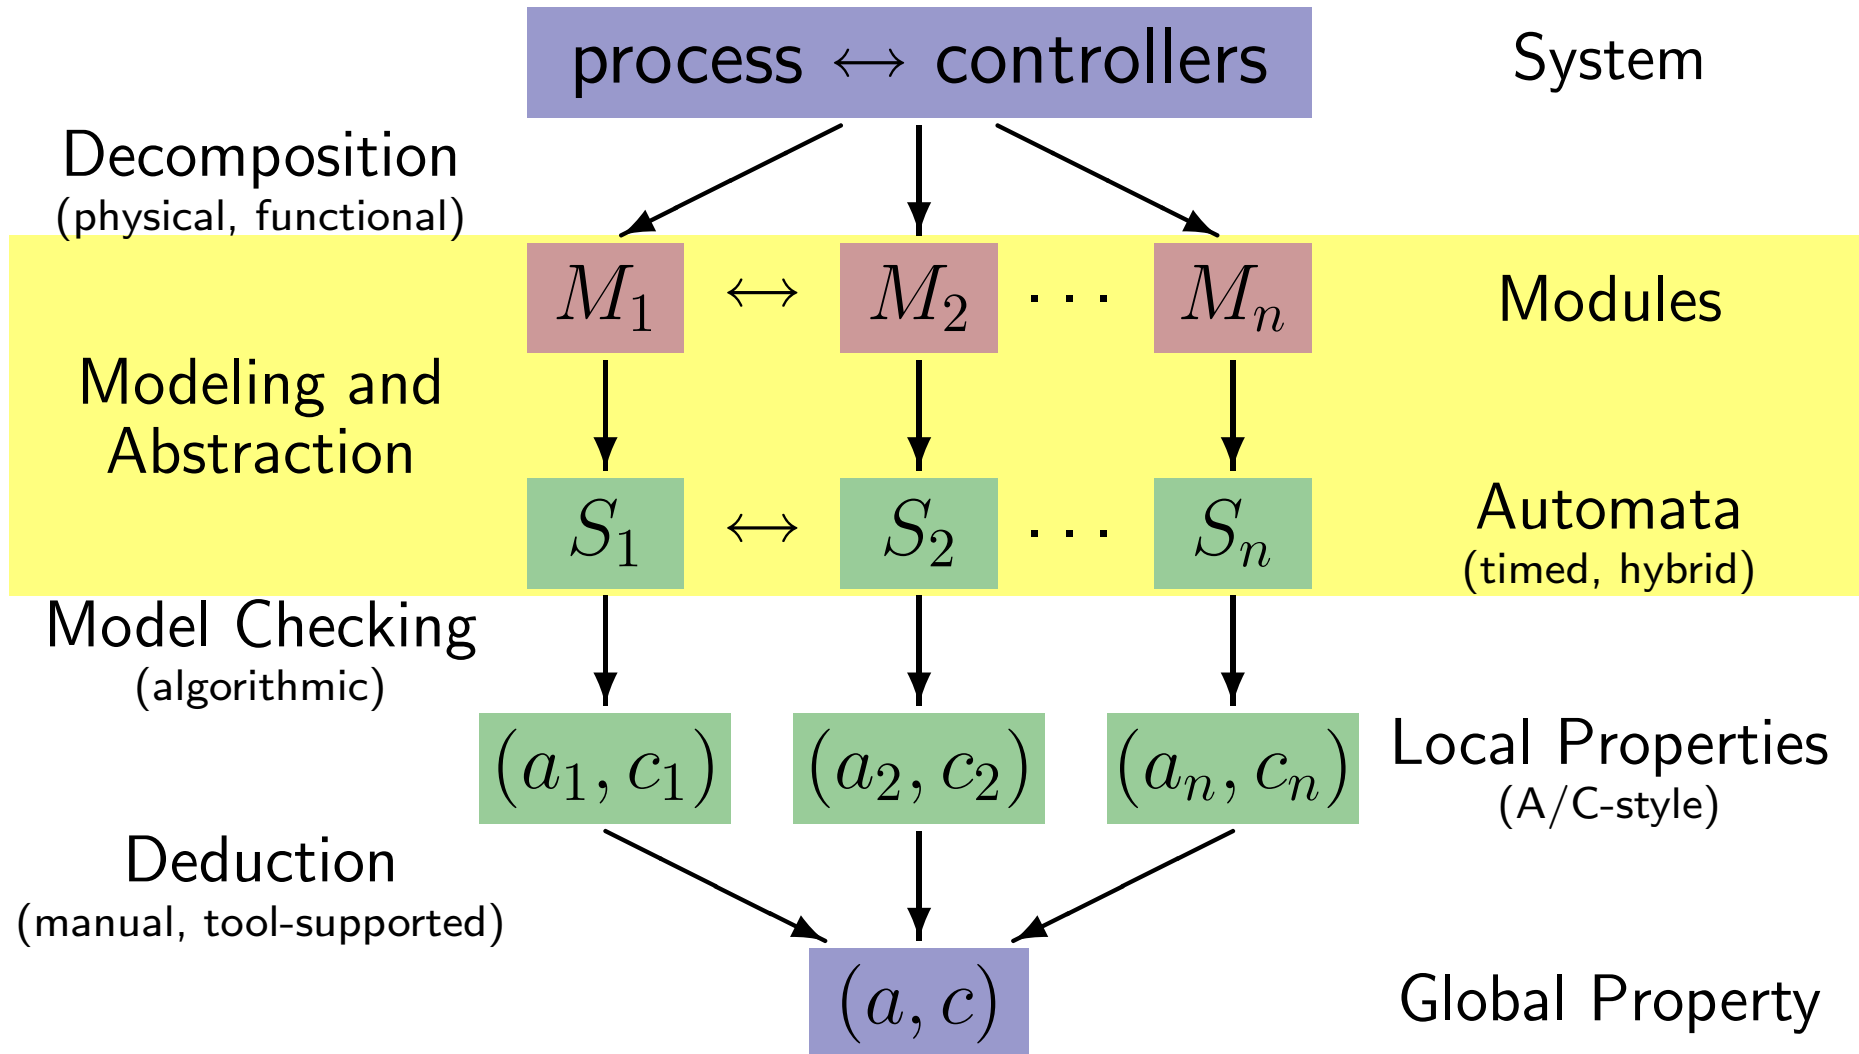 process ↔ controllers
System
Decomposition
(physical, functional)
M₁ ↔ M₂ ··· Mₙ
Modules
Modeling and
Abstraction
S₁ ↔ S₂ ··· Sₙ
Automata
(timed, hybrid)
Model Checking
(algorithmic)
(a₁, c₁) (a₂, c₂) (aₙ, cₙ)
Local Properties
(A/C-style)
Deduction
(manual, tool-supported)
(a, c)
Global Property